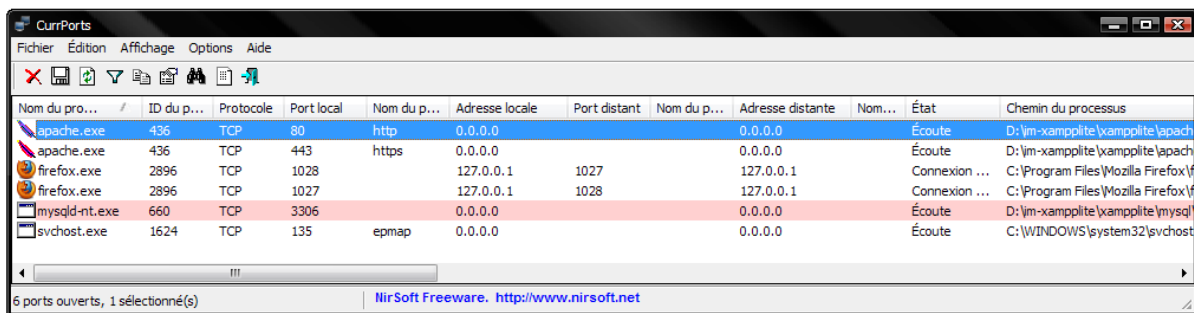 CurrPorts
Fichier Édition Affichage Options Aide
Nom du pro... / ID du p... Protocole Port local Nom du p... Adresse locale Port distant Nom du p... Adresse distante Nom... État Chemin du processus
apache.exe 436 TCP 80 http 0.0.0.0 0.0.0.0 Écoute D:\jm-xampplite\xampplite\apach
apache.exe 436 TCP 443 https 0.0.0.0 0.0.0.0 Écoute D:\jm-xampplite\xampplite\apach
firefox.exe 2896 TCP 1028 127.0.0.1 1027 127.0.0.1 Connexion ... C:\Program Files\Mozilla Firefox\f
firefox.exe 2896 TCP 1027 127.0.0.1 1028 127.0.0.1 Connexion ... C:\Program Files\Mozilla Firefox\f
mysqld-nt.exe 660 TCP 3306 0.0.0.0 0.0.0.0 Écoute D:\jm-xampplite\xampplite\mysql\
svchost.exe 1624 TCP 135 epmap 0.0.0.0 0.0.0.0 Écoute C:\WINDOWS\system32\svchost
6 ports ouverts, 1 sélectionné(s) NirSoft Freeware. http://www.nirsoft.net